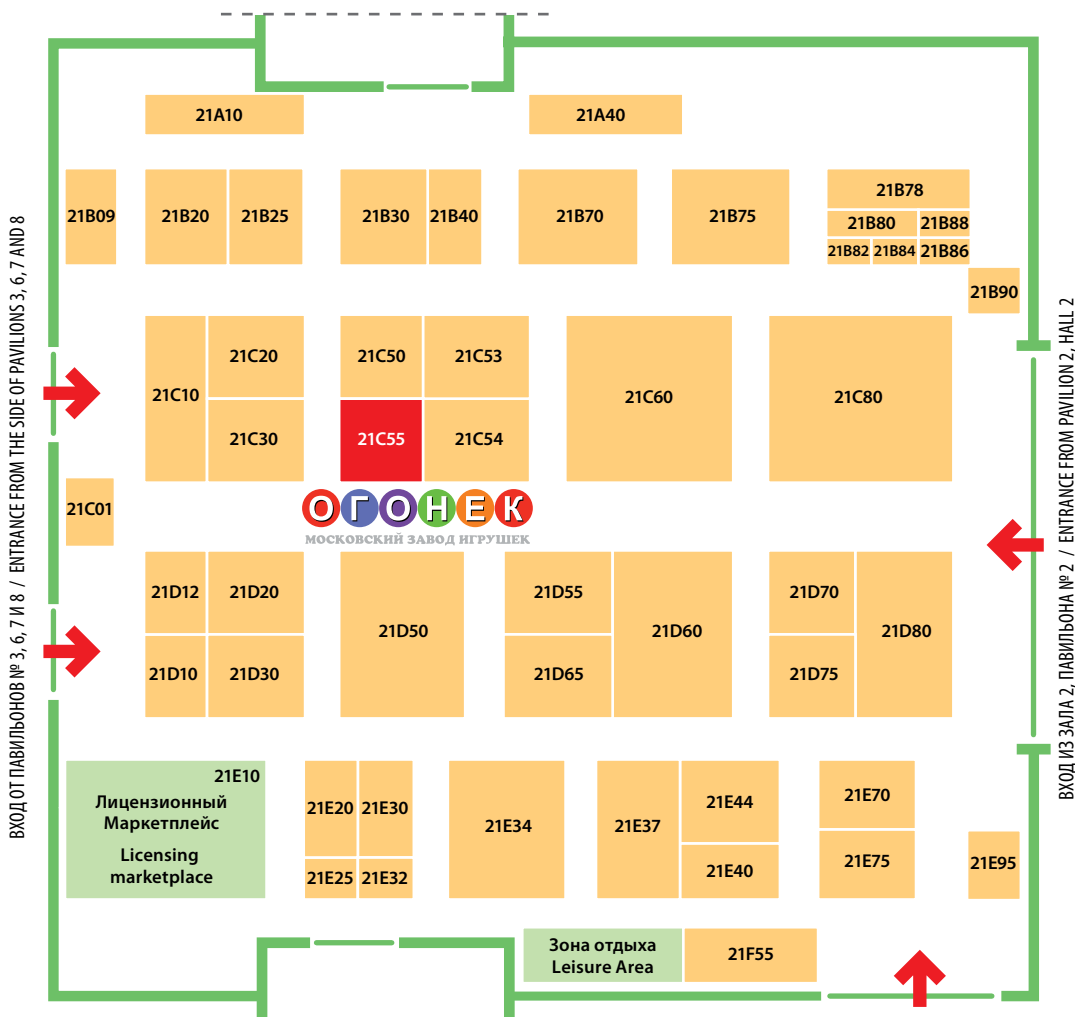 21A10
21A40
21B09
21B20
21B25
21B30
21B40
21B70
21B75
21B78
21B80
21B88
21B82
21B84
21B86
21B90
21C10
21C20
21C30
21C50
21C53
21C55
21C54
21C60
21C80
21C01
ОГОНЕК
МОСКОВСКИЙ ЗАВОД ИГРУШЕК
21D12
21D20
21D10
21D30
21D50
21D55
21D65
21D60
21D70
21D75
21D80
21E10
Лицензионный
Маркетплейс
Licensing
marketplace
21E20
21E30
21E25
21E32
21E34
21E37
21E44
21E40
21E70
21E75
21E95
Зона отдыха
Leisure Area
21F55
ВХОД ОТ ПАВИЛЬОНОВ № 3, 6, 7 И 8 / ENTRANCE FROM THE SIDE OF PAVILIONS 3, 6, 7 AND 8
ВХОД ИЗ ЗАЛА 2, ПАВИЛЬОНА № 2 / ENTRANCE FROM PAVILION 2, HALL 2